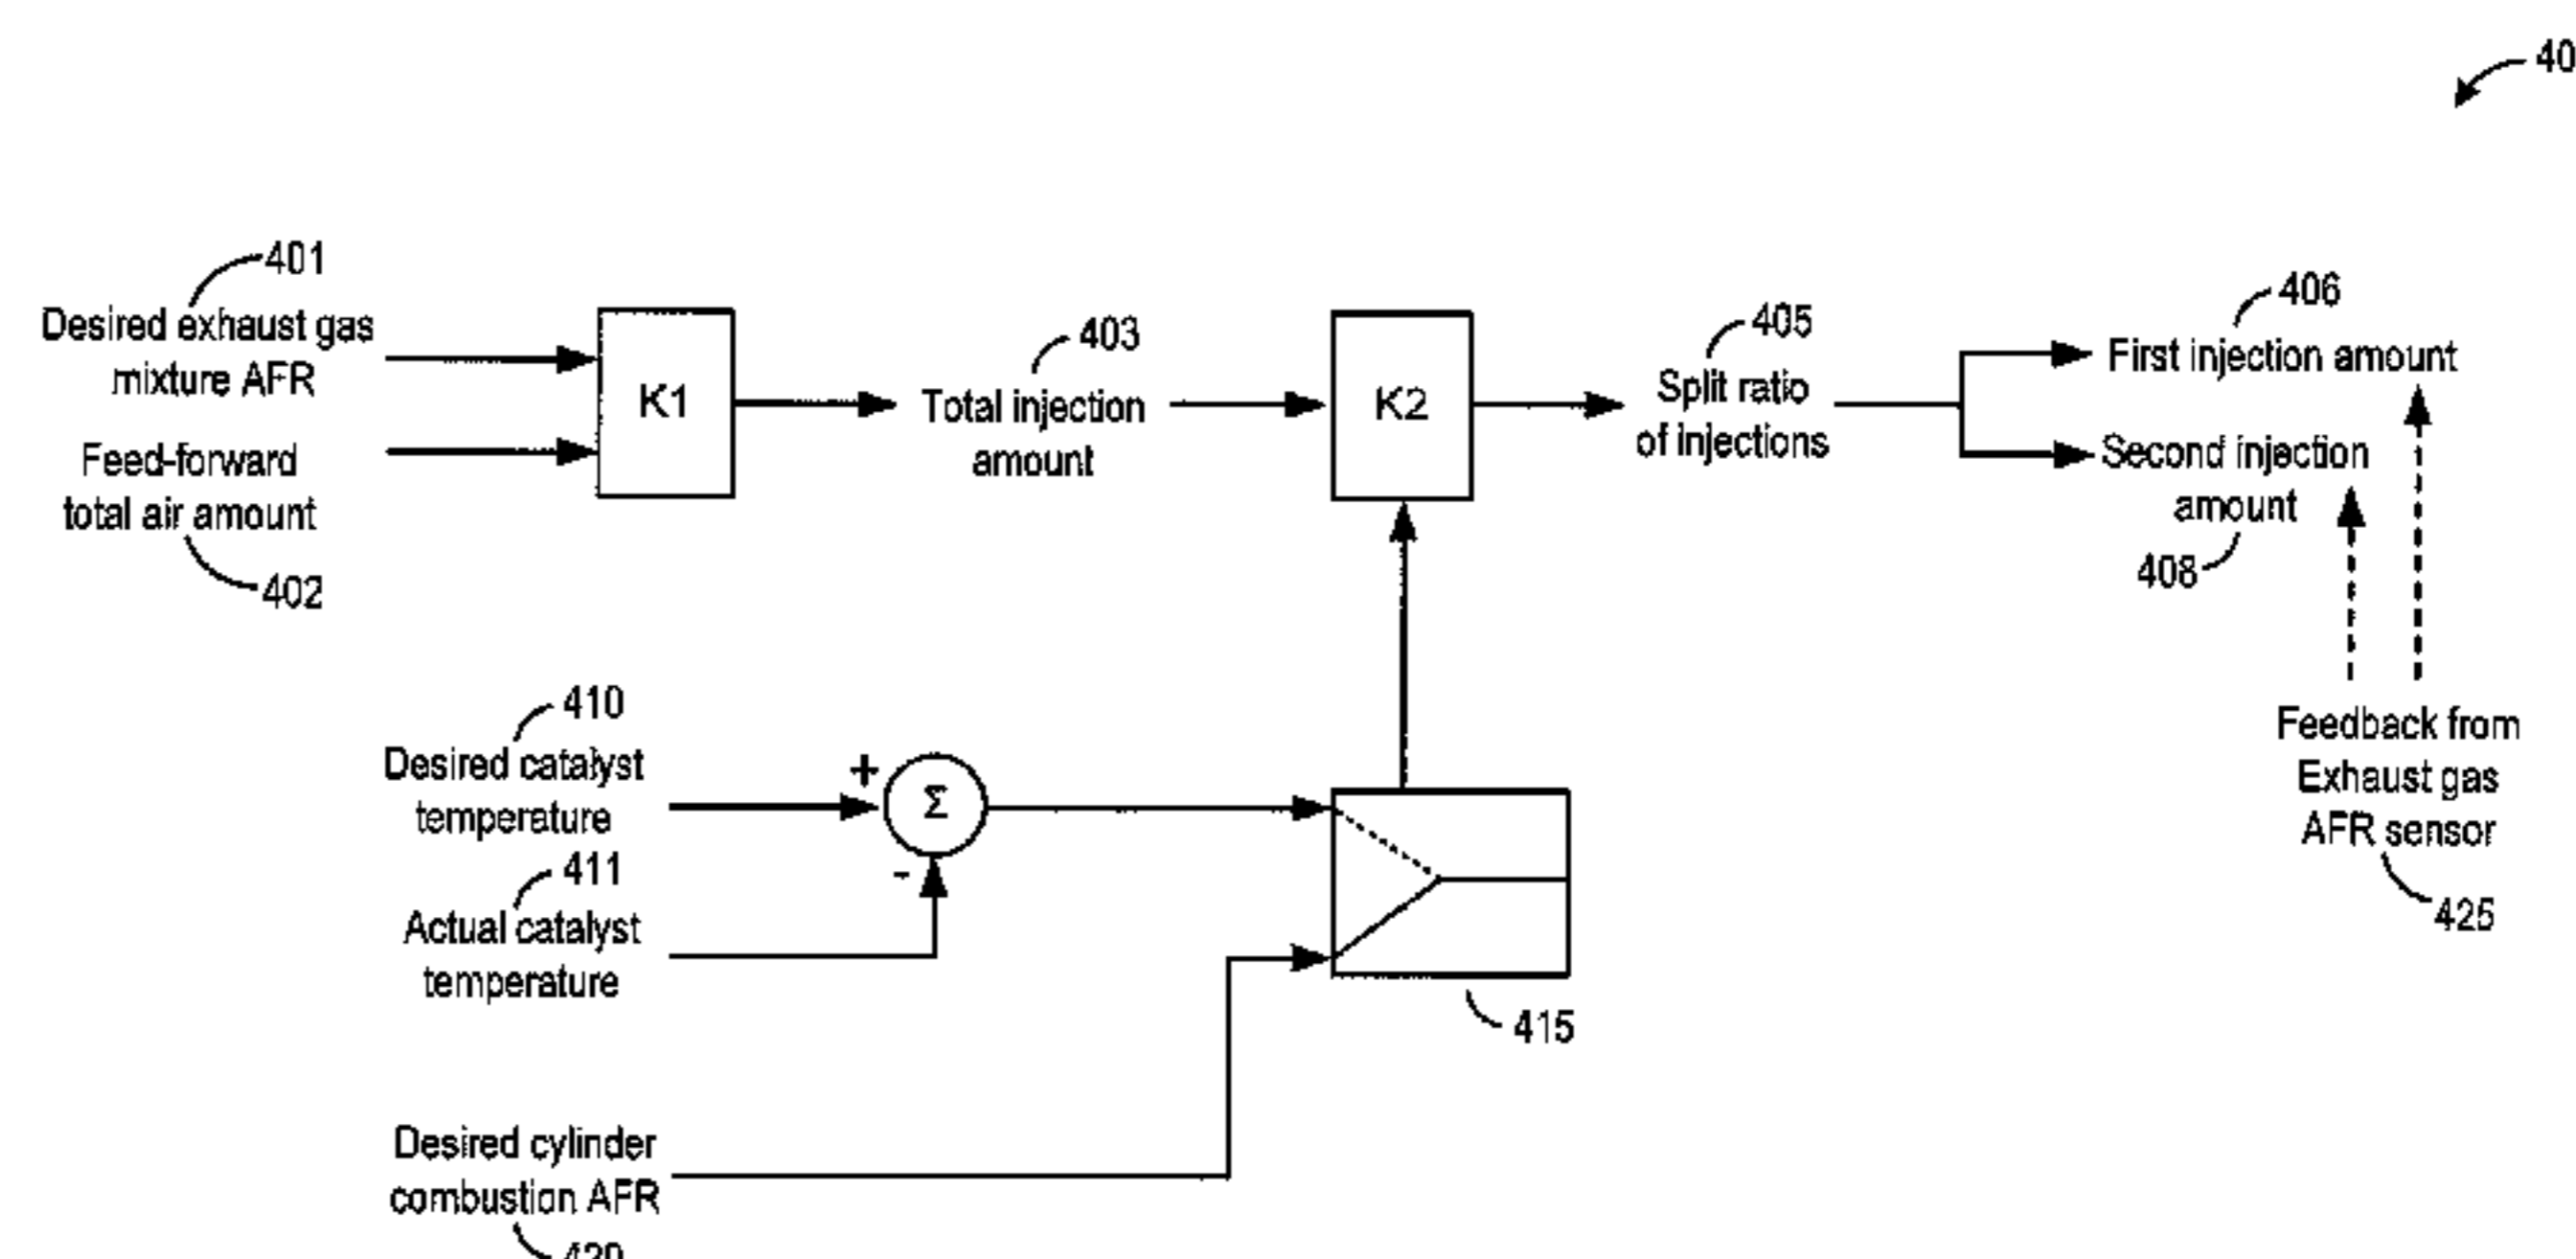 40
401
Desired exhaust gas
mixture AFR
Feed-forward
total air amount
402
K1
403
Total injection
amount
K2
405
Split ratio
of injections
406
First injection amount
Second injection
amount
408
410
Desired catalyst
temperature
411
Actual catalyst
temperature
+
-
Σ
415
Feedback from
Exhaust gas
AFR sensor
425
Desired cylinder
combustion AFR